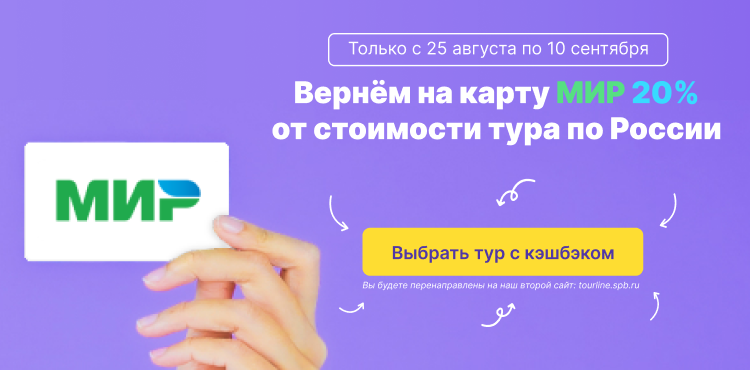 Только с 25 августа по 10 сентября
Вернём на карту МИР 20%
от стоимости тура по России
МИР
Выбрать тур с кэшбэком
Вы будете перенаправлены на наш второй сайт: tourline.spb.ru